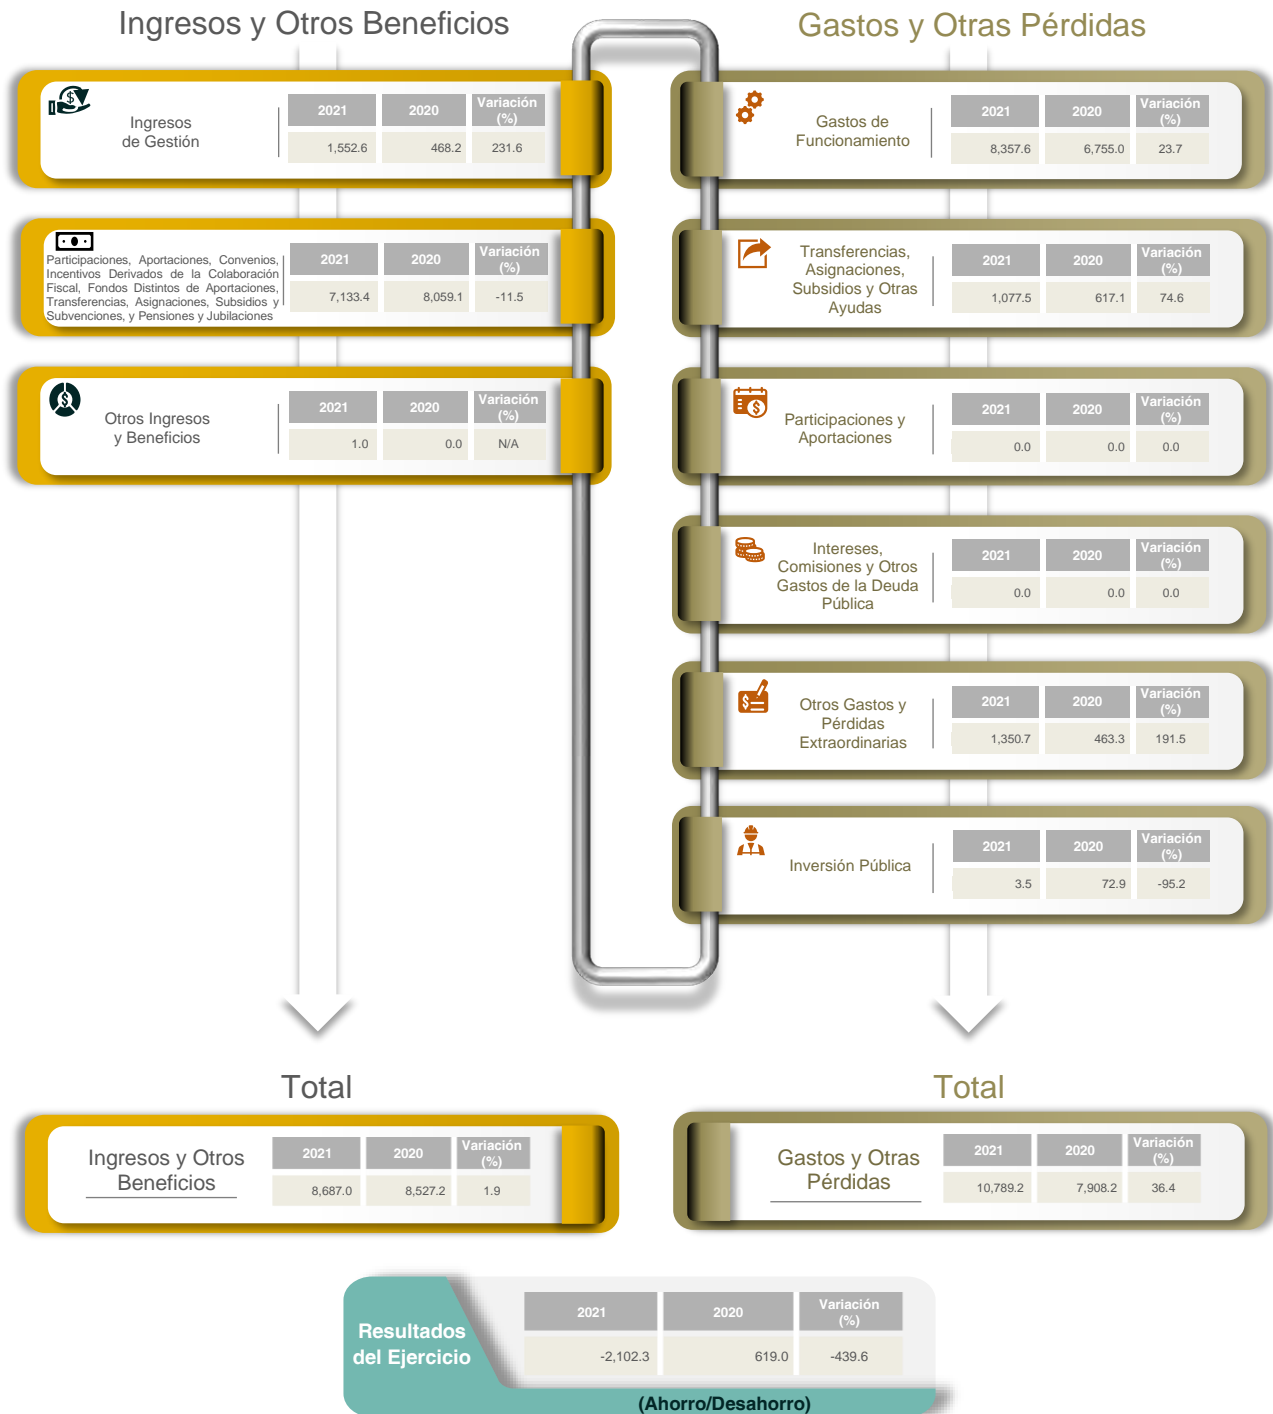 Ingresos y Otros Beneficios
Ingresos
de Gestión
2021 2020 Variación (%)
1,552.6 468.2 231.6
Participaciones, Aportaciones, Convenios,
Incentivos Derivados de la Colaboración
Fiscal, Fondos Distintos de Aportaciones,
Transferencias, Asignaciones, Subsidios y
Subvenciones, y Pensiones y Jubilaciones
2021 2020 Variación (%)
7,133.4 8,059.1 -11.5
Otros Ingresos
y Beneficios
2021 2020 Variación (%)
1.0 0.0 N/A
Gastos y Otras Pérdidas
Gastos de
Funcionamiento
2021 2020 Variación (%)
8,357.6 6,755.0 23.7
Transferencias,
Asignaciones,
Subsidios y Otras
Ayudas
2021 2020 Variación (%)
1,077.5 617.1 74.6
Participaciones y
Aportaciones
2021 2020 Variación (%)
0.0 0.0 0.0
Intereses,
Comisiones y Otros
Gastos de la Deuda
Pública
2021 2020 Variación (%)
0.0 0.0 0.0
Otros Gastos y
Pérdidas
Extraordinarias
2021 2020 Variación (%)
1,350.7 463.3 191.5
Inversión Pública
2021 2020 Variación (%)
3.5 72.9 -95.2
Total
Ingresos y Otros
Beneficios
2021 2020 Variación (%)
8,687.0 8,527.2 1.9
Total
Gastos y Otras
Pérdidas
2021 2020 Variación (%)
10,789.2 7,908.2 36.4
Resultados
del Ejercicio
2021 2020 Variación (%)
-2,102.3 619.0 -439.6
(Ahorro/Desahorro)